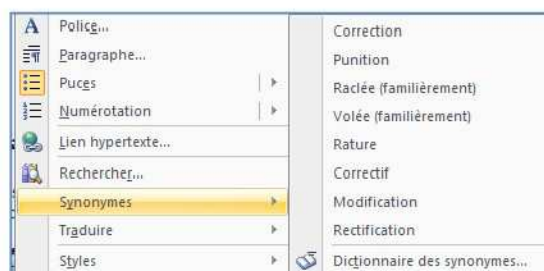 Police...
Paragraphe...
Puces
Numérotation
Lien hypertexte...
Rechercher...
Synonymes
Traduire
Styles
Correction
Punition
Raclée (familièrement)
Volée (familièrement)
Rature
Correctif
Modification
Rectification
Dictionnaire des synonymes...